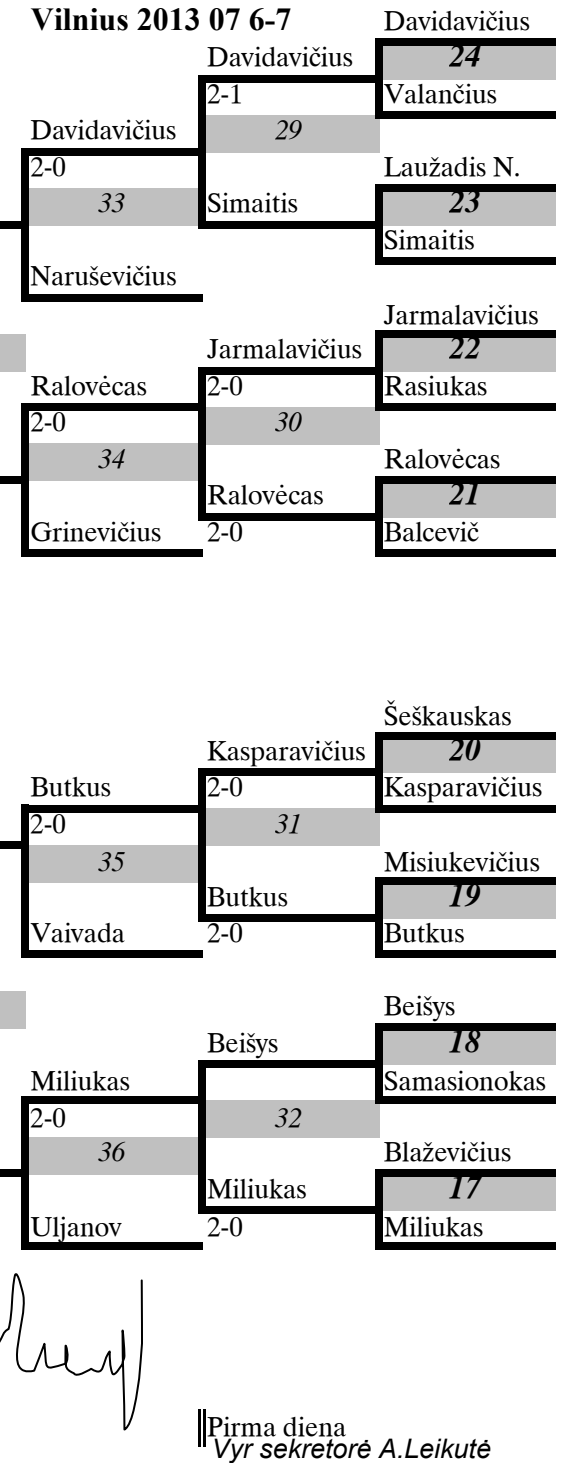 Vilnius 2013 07 6-7
Davidavičius
Davidavičius
24
2-1
Valančius
Davidavičius
29
2-0
Laužadis N.
33
Simaitis
23
Simaitis
Naruševičius
Jarmalavičius
Jarmalavičius
22
Ralovėcas
2-0
Rasiukas
2-0
30
34
Ralovėcas
Ralovėcas
21
Grinevičius
2-0
Balcevič
Šeškauskas
Kasparavičius
20
Butkus
2-0
Kasparavičius
2-0
31
35
Misiukevičius
Butkus
19
Vaivada
2-0
Butkus
Beišys
Beišys
18
Miliukas
Samasionokas
2-0
32
36
Blaževičius
Miliukas
17
Uljanov
2-0
Miliukas
Pirma diena
Vyr sekretorė A.Leikutė